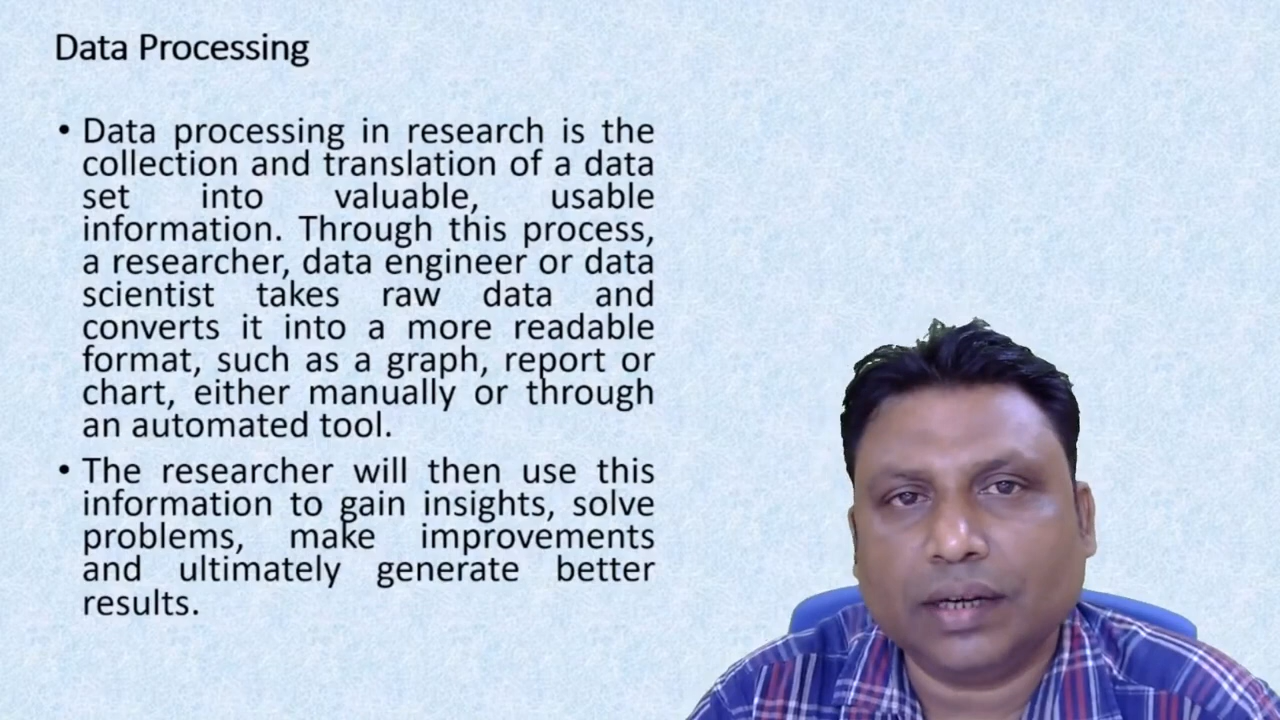 Data Processing
• Data processing in research is the
collection and translation of a data
set into valuable, usable
information. Through this process,
a researcher, data engineer or data
scientist takes raw data and
converts it into a more readable
format, such as a graph, report or
chart, either manually or through
an automated tool.
• The researcher will then use this
information to gain insights, solve
problems, make improvements
and ultimately generate better
results.